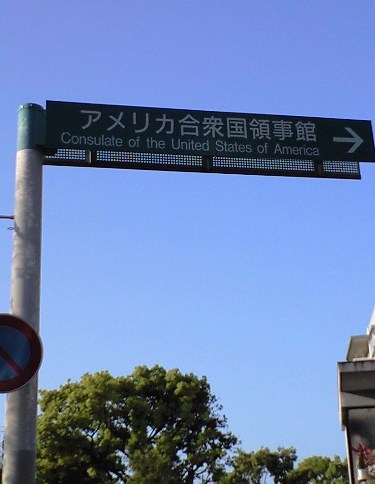 アメリカ合衆国領事館
Consulate of the United States of America